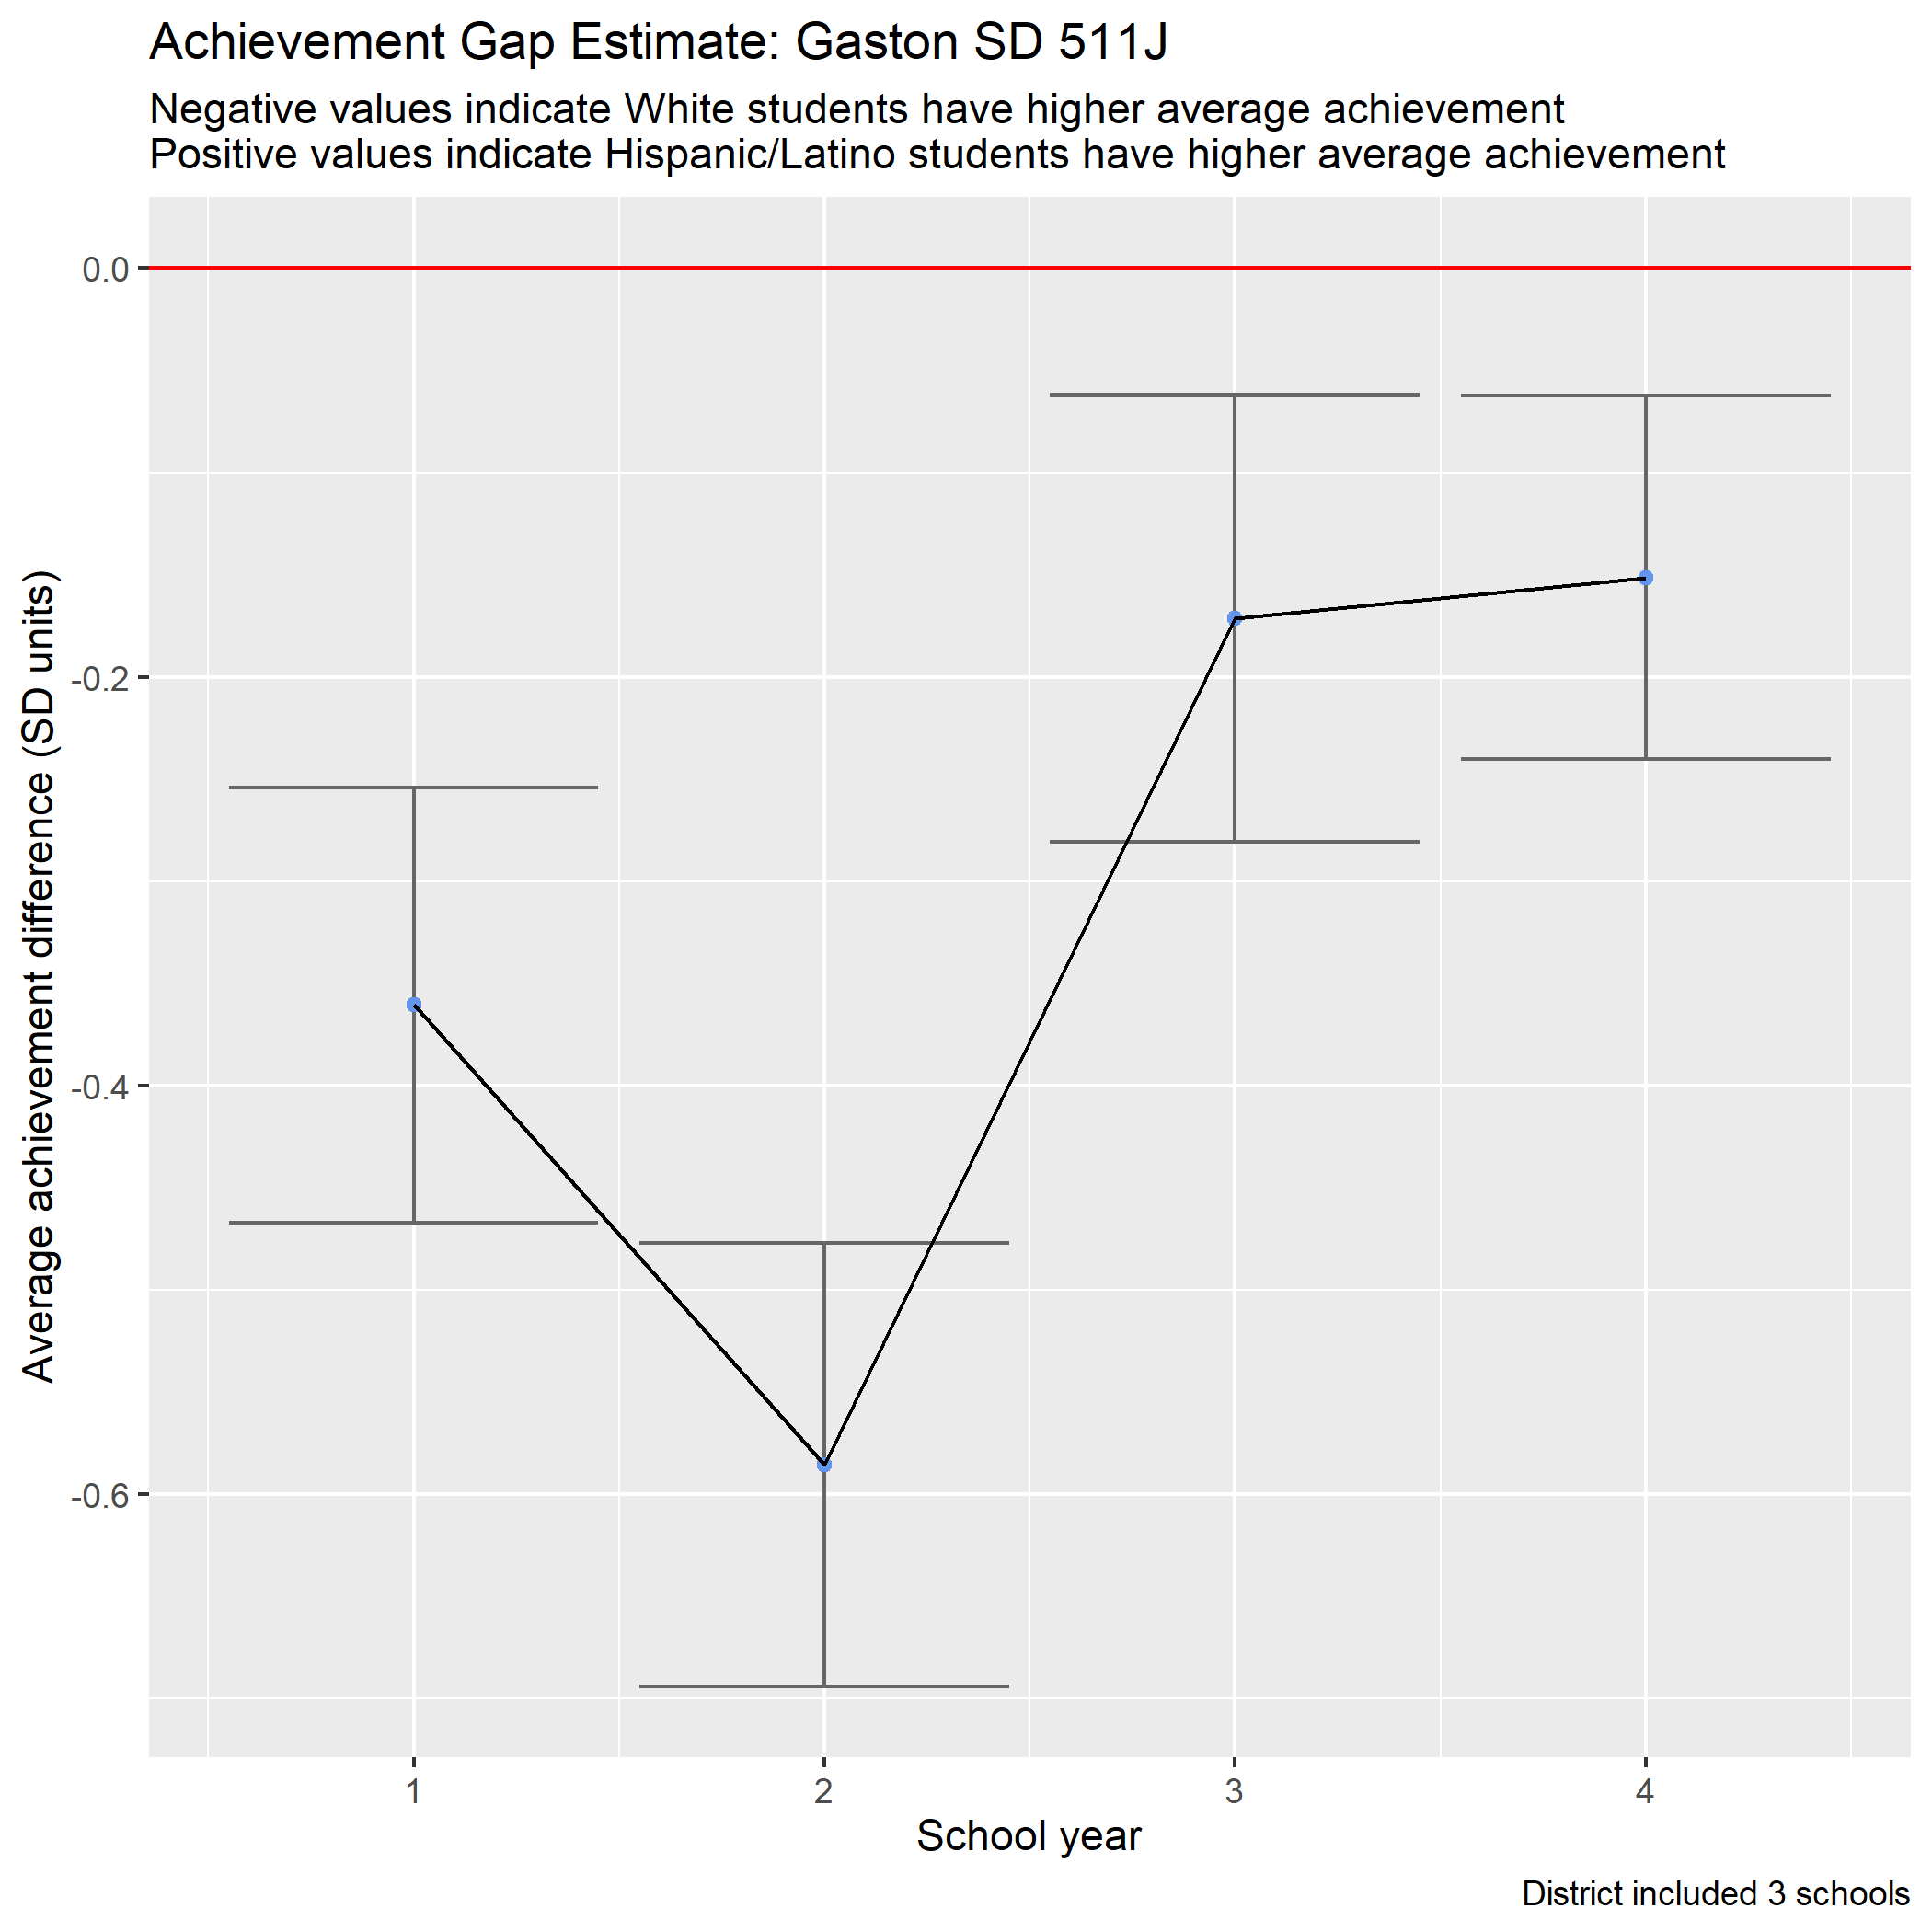 Achievement Gap Estimate: Gaston SD 511J
Negative values indicate White students have higher average achievement
Positive values indicate Hispanic/Latino students have higher average achievement
Average achievement difference (SD units)
0.0
-0.2
-0.4
-0.6
1 2 3 4
School year
District included 3 schools